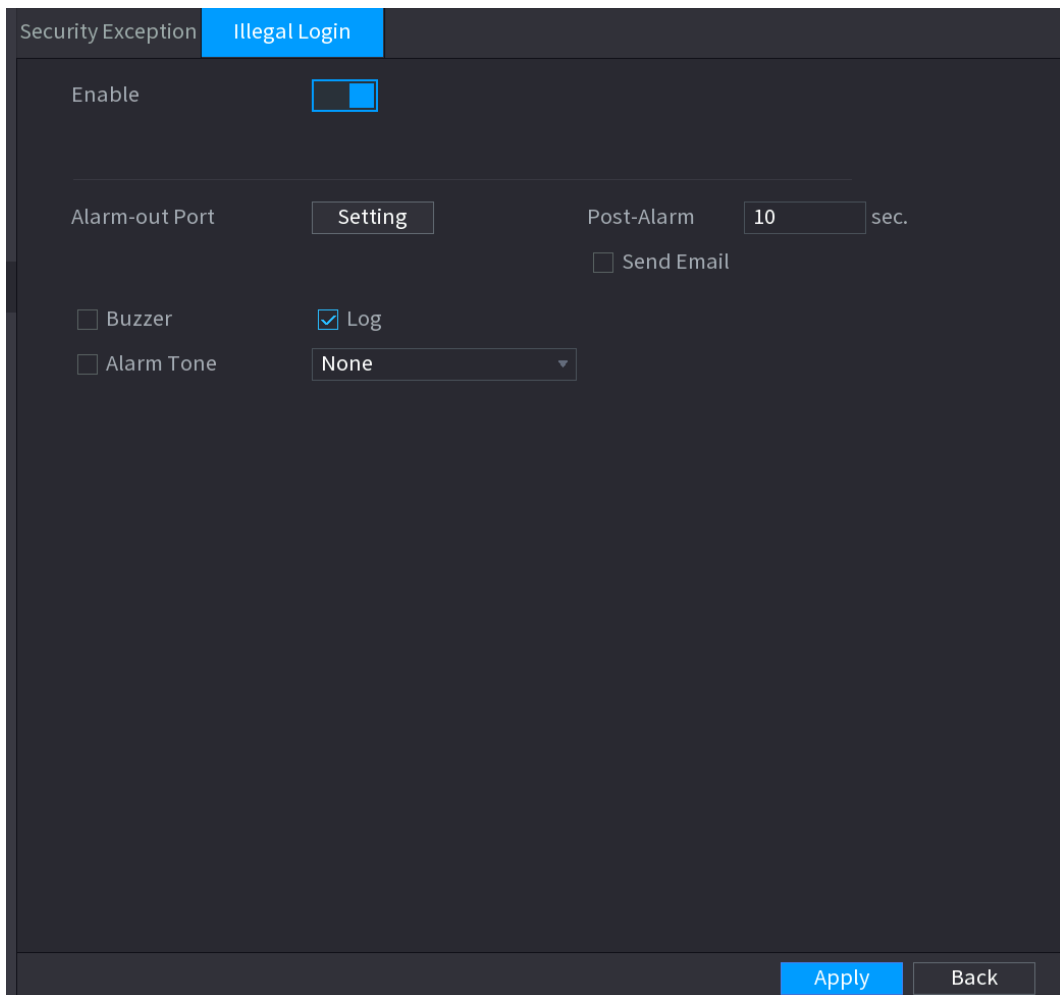 Security Exception Illegal Login
Enable
Alarm-out Port Setting Post-Alarm 10 sec.
Send Email
Buzzer Log
Alarm Tone None
Apply Back